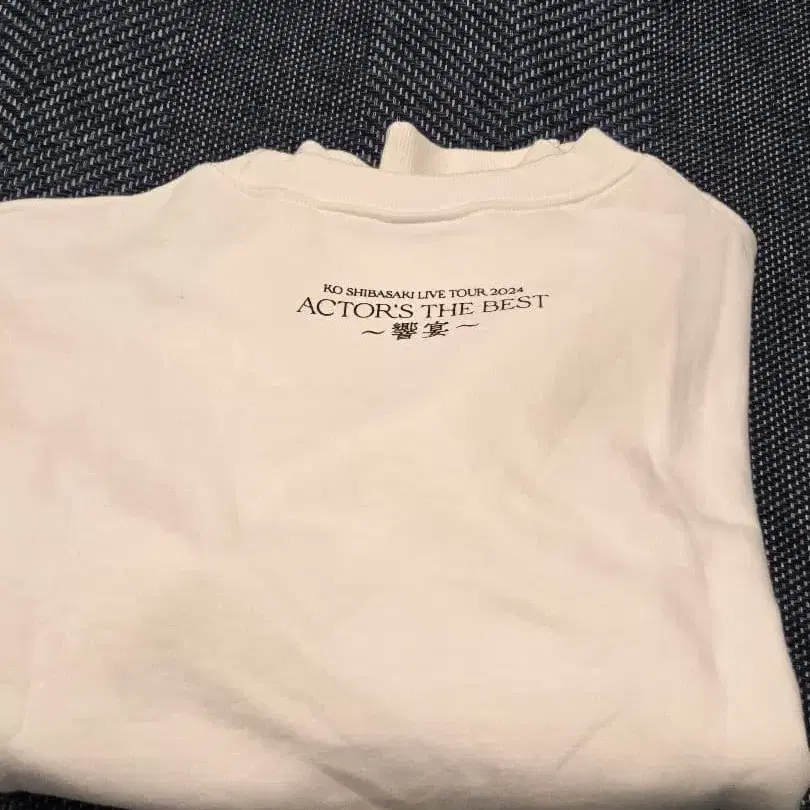 KO SHIBASAKI LIVE TOUR 2024
ACTOR'S THE BEST
～響宴～